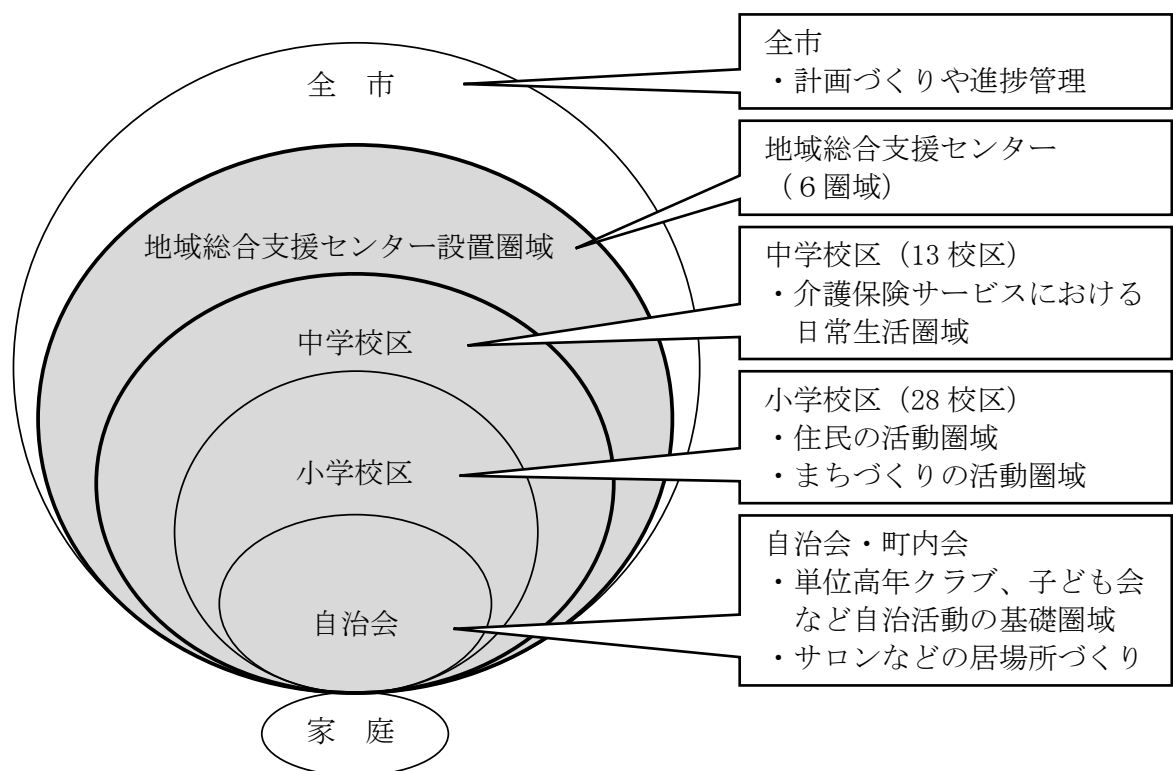 全　市
地域総合支援センター設置圏域
中学校区
小学校区
自治会
家　庭
全市
・計画づくりや進捗管理
地域総合支援センター
（６圏域）
中学校区（13 校区）
・介護保険サービスにおける
日常生活圏域
小学校区（28 校区）
・住民の活動圏域
・まちづくりの活動圏域
自治会・町内会
・単位高年クラブ、子ども会
など自治活動の基礎圏域
・サロンなどの居場所づくり